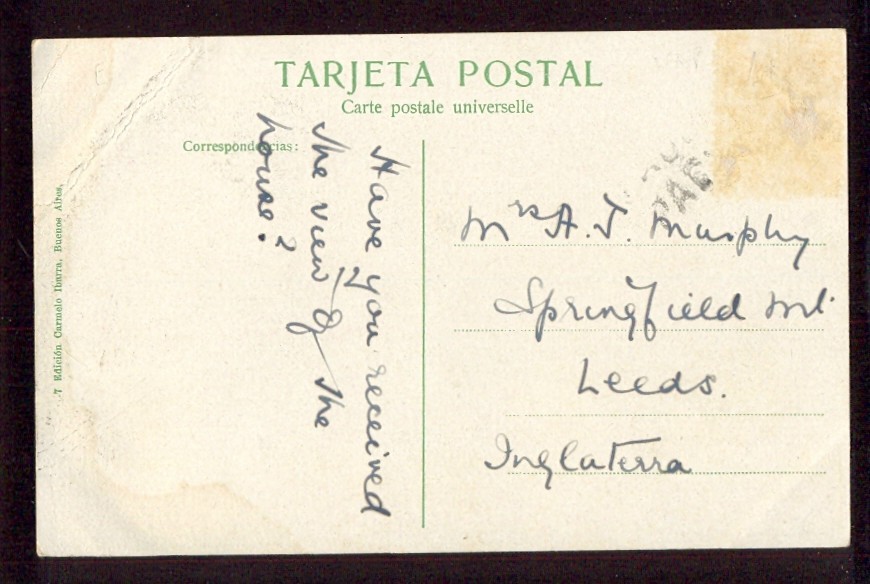 TARJETA POSTAL
Carte postale universelle
Correspondencias:
Have you received
the view of the
house?
Mrs A. J. Murphy
Springfield Mt.
Leeds.
Inglaterra
7 Edición Carmelo Ibarra, Buenos Aires.